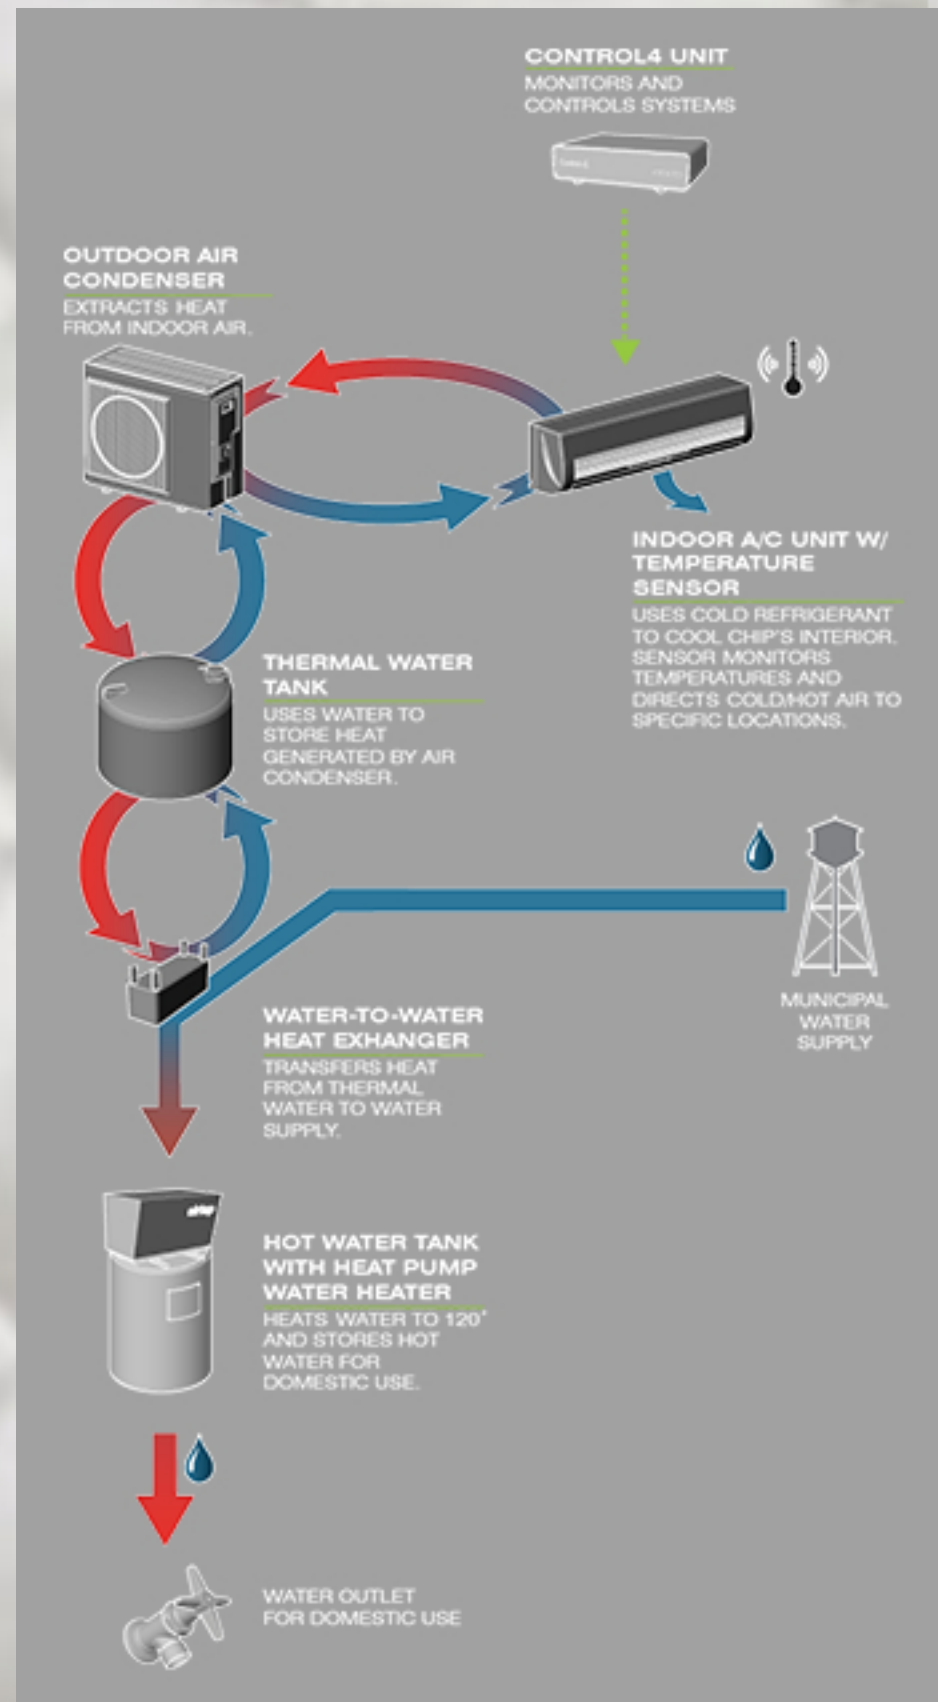 CONTROL4 UNIT
MONITORS AND
CONTROLS SYSTEMS
OUTDOOR AIR
CONDENSER
EXTRACTS HEAT
FROM INDOOR AIR.
INDOOR A/C UNIT W/
TEMPERATURE
SENSOR
USES COLD REFRIGERANT
TO COOL CHIP'S INTERIOR.
SENSOR MONITORS
TEMPERATURES AND
DIRECTS COLD/HOT AIR TO
SPECIFIC LOCATIONS.
THERMAL WATER
TANK
USES WATER TO
STORE HEAT
GENERATED BY AIR
CONDENSER.
MUNICIPAL
WATER
SUPPLY
WATER-TO-WATER
HEAT EXHANGER
TRANSFERS HEAT
FROM THERMAL
WATER TO WATER
SUPPLY.
HOT WATER TANK
WITH HEAT PUMP
WATER HEATER
HEATS WATER TO 120°
AND STORES HOT
WATER FOR
DOMESTIC USE.
WATER OUTLET
FOR DOMESTIC USE